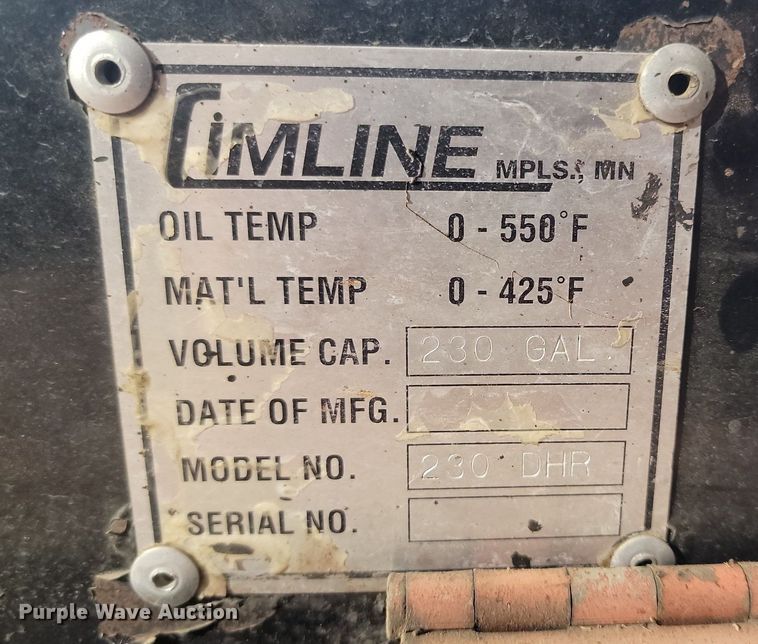 CIMLINE MPLS., MN
OIL TEMP 0 - 550°F
MAT'L TEMP 0 - 425°F
VOLUME CAP. 230 GAL.
DATE OF MFG.
MODEL NO. 230 DHR
SERIAL NO.
Purple Wave Auction